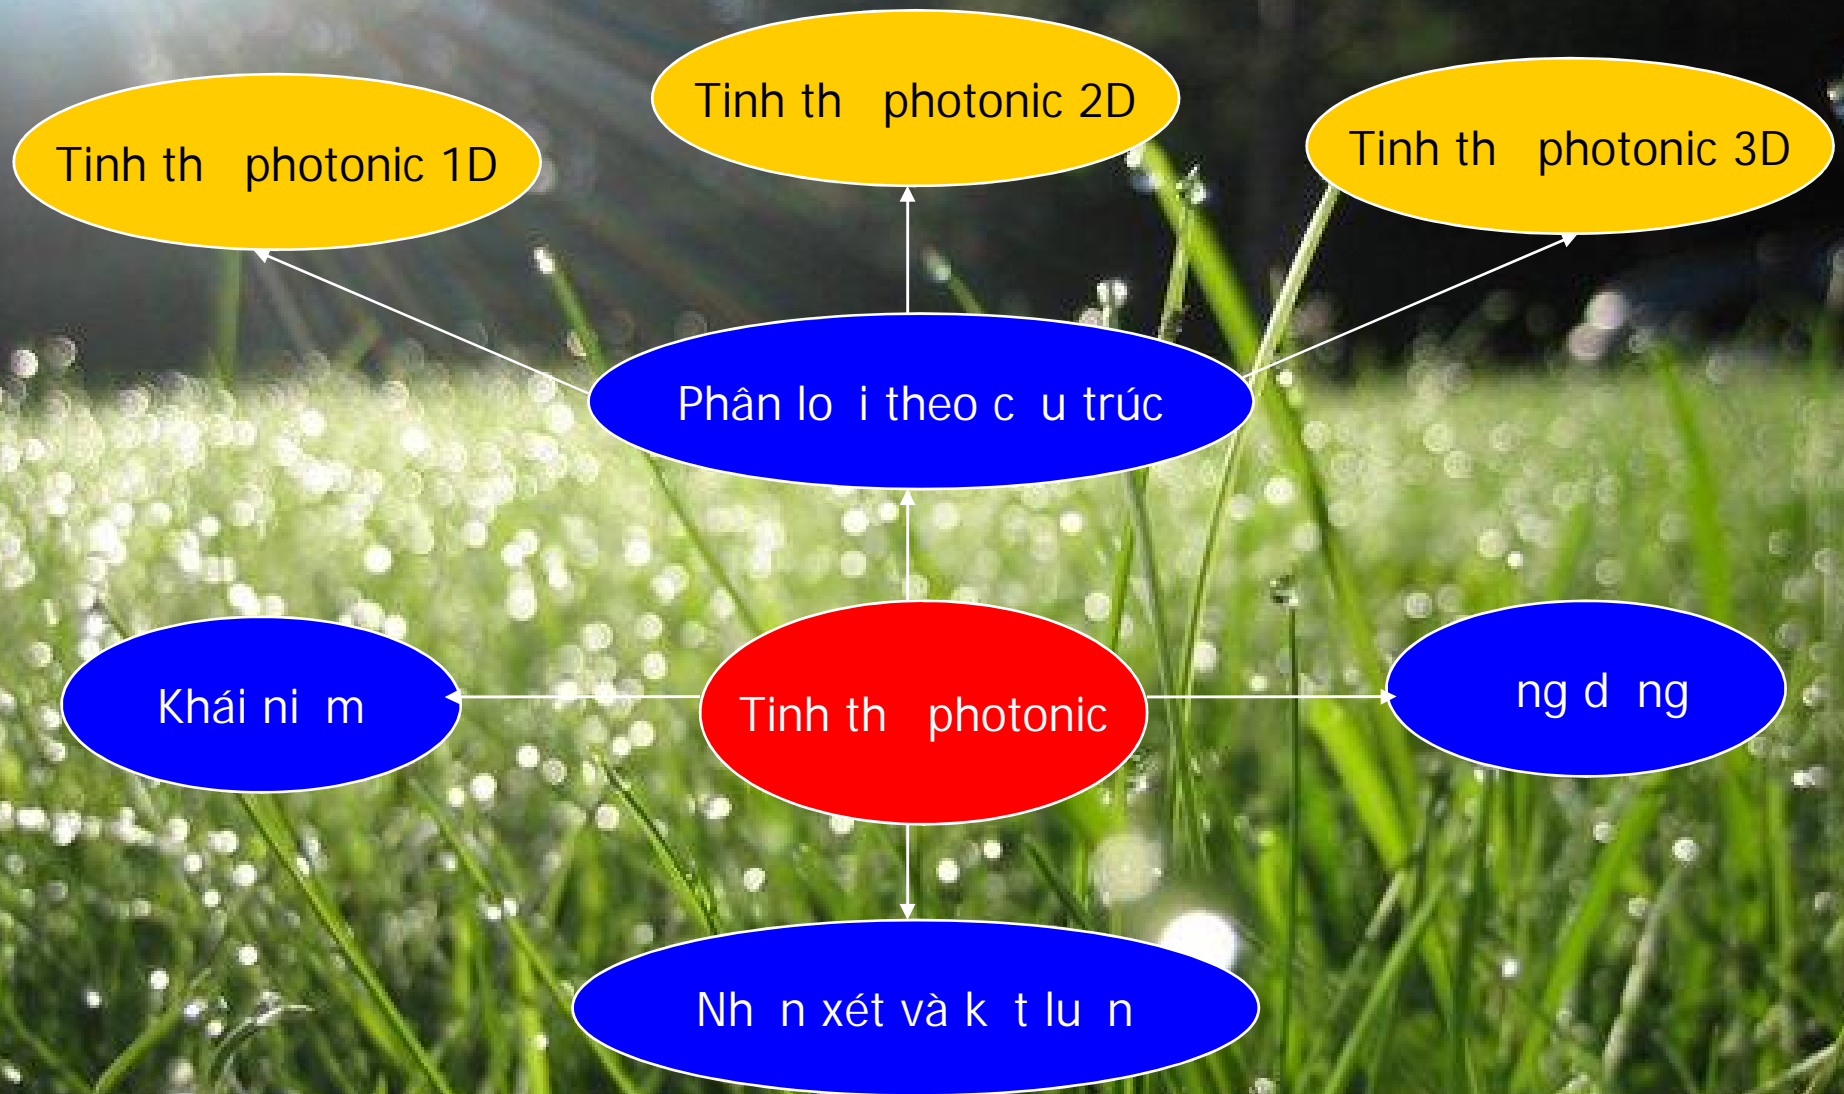 Tinh th photonic 2D
Tinh th photonic 1D
Tinh th photonic 3D
Phân lo i theo c u trúc
Khái ni m
Tinh th photonic
ng d ng
Nh n xét và k t lu n